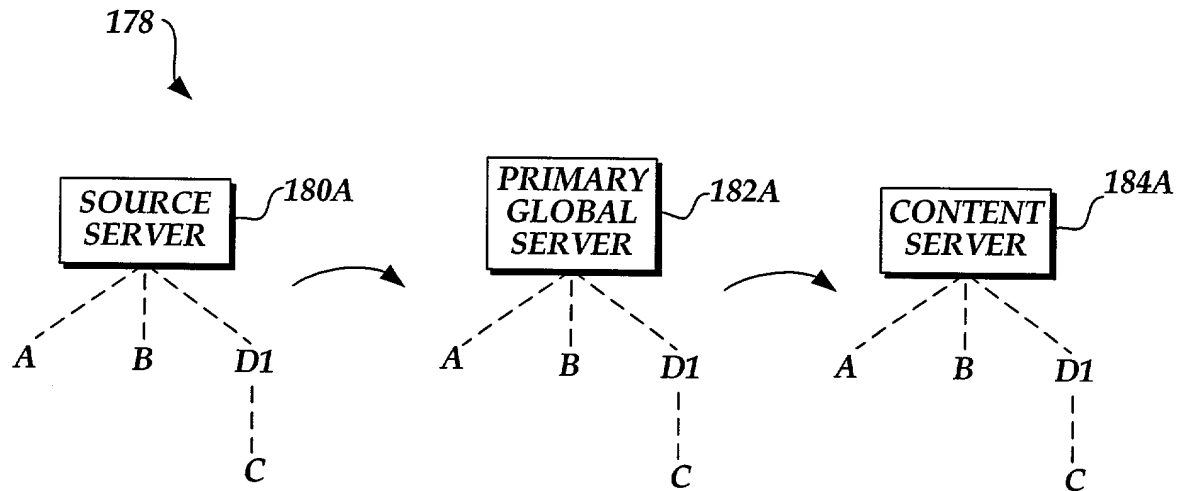 178
SOURCE
SERVER
180A
PRIMARY
GLOBAL
SERVER
182A
CONTENT
SERVER
184A
A
B
D1
C
A
B
D1
C
A
B
D1
C